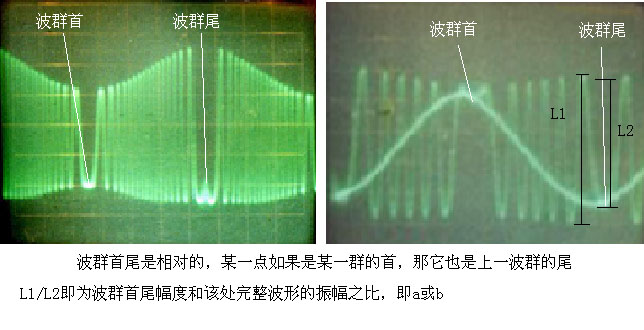 波群首
波群尾
波群首
波群尾
L1
L2
波群首尾是相对的，某一点如果是某一群的首，那它也是上一波群的尾
L1/L2即为波群首尾幅度和该处完整波形的振幅之比，即a或b